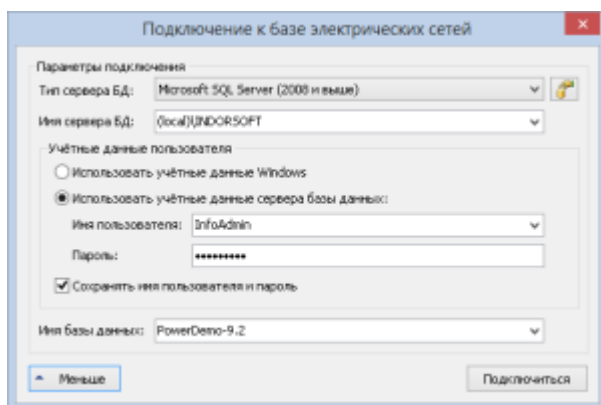 Подключение к базе электрических сетей
Параметры подключения
Тип сервера БД: Microsoft SQL Server (2008 и выше)
Имя сервера БД: (local)\INDORSOFT
Учётные данные пользователя
Использовать учётные данные Windows
Использовать учётные данные сервера базы данных:
Имя пользователя: InfoAdmin
Пароль: •••••••••
Сохранять имя пользователя и пароль
Имя базы данных: PowerDemo-9.2
Меньше Подключиться